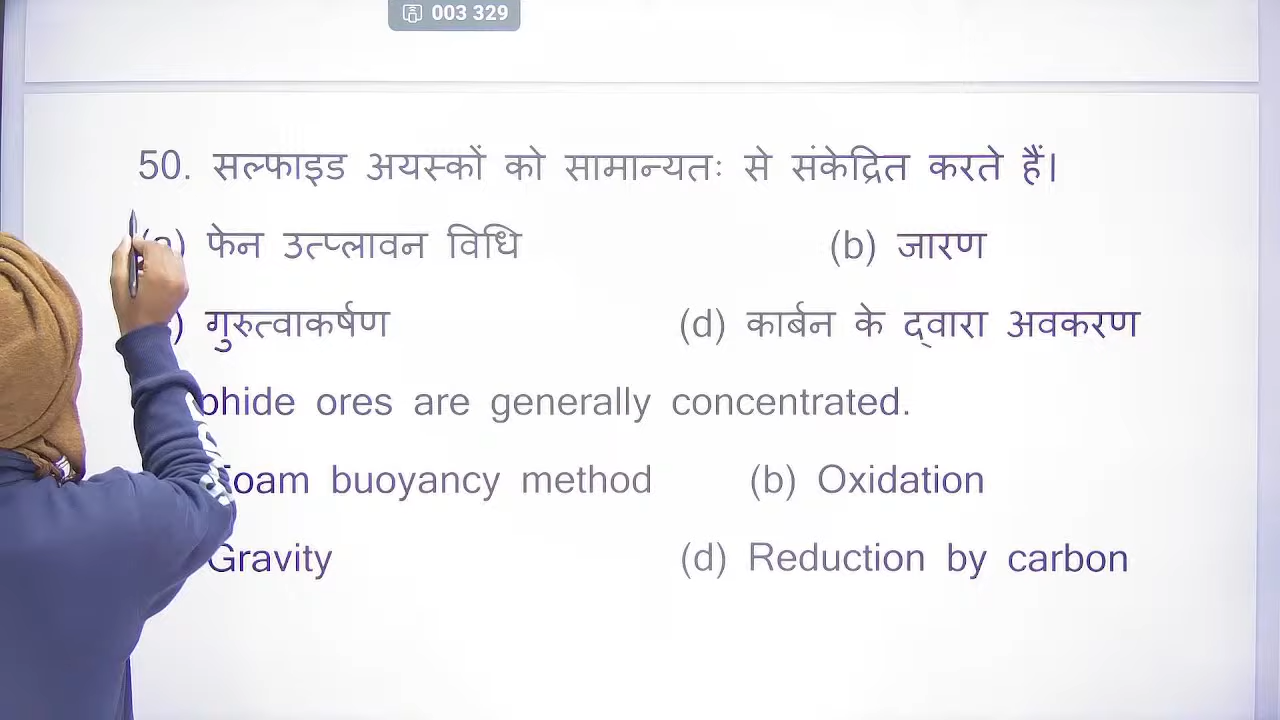 003 329
50. सल्फाइड अयस्कों को सामान्यतः से संकेद्रित करते हैं।
(a) फेन उत्प्लावन विधि (b) जारण
गुरुत्वाकर्षण (d) कार्बन के द्वारा अवकरण
phide ores are generally concentrated.
Foam buoyancy method (b) Oxidation
Gravity (d) Reduction by carbon